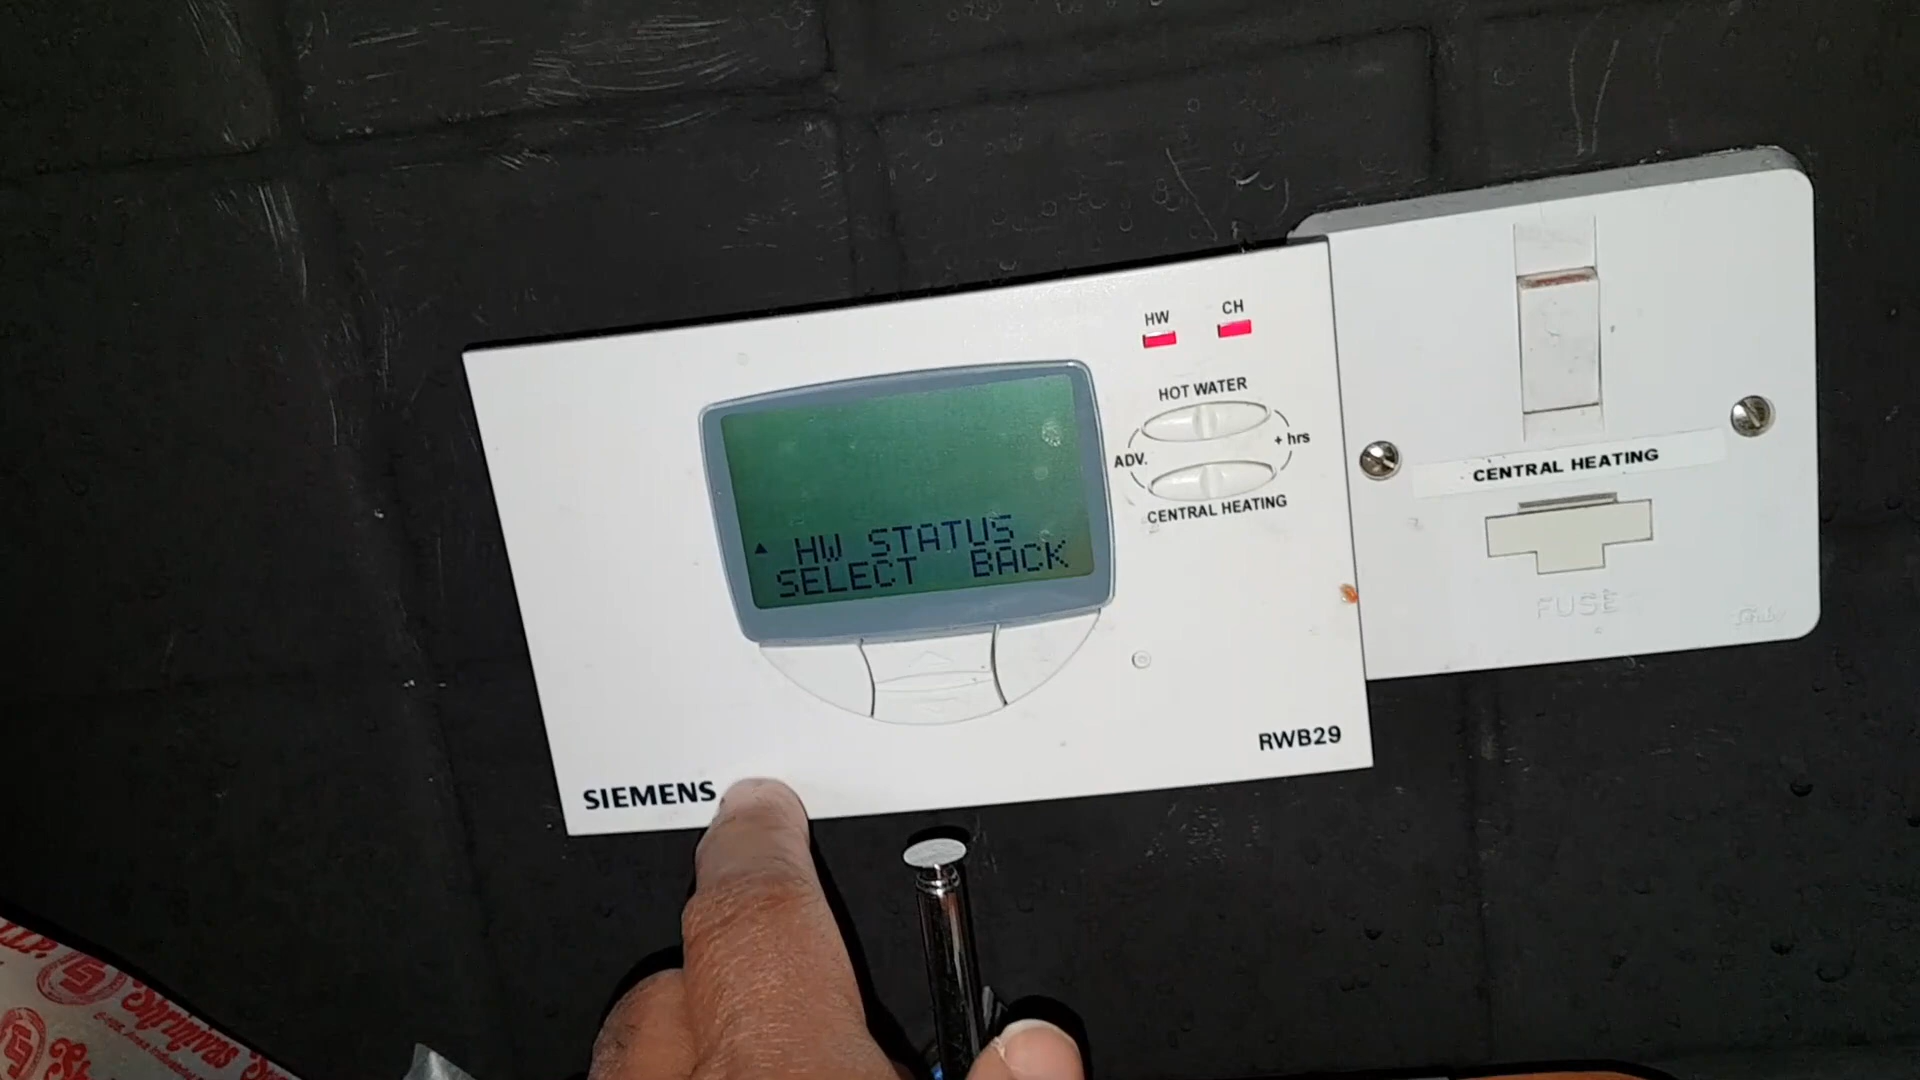 HW CH
HOT WATER
+ hrs
ADV.
CENTRAL HEATING
HW STATUS
SELECT BACK
RWB29
SIEMENS
CENTRAL HEATING
FUSE